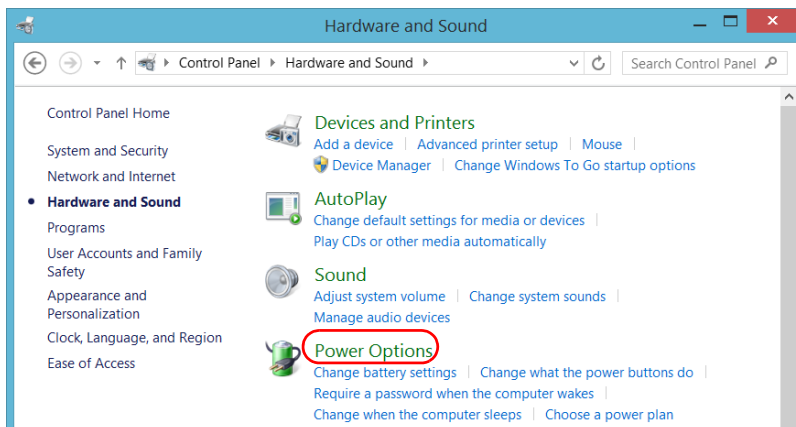 Hardware and Sound
Control Panel Hardware and Sound
Search Control Panel
Control Panel Home
System and Security
Network and Internet
Hardware and Sound
Programs
User Accounts and Family
Safety
Appearance and
Personalization
Clock, Language, and Region
Ease of Access
Devices and Printers
Add a device Advanced printer setup Mouse
Device Manager Change Windows To Go startup options
AutoPlay
Change default settings for media or devices
Play CDs or other media automatically
Sound
Adjust system volume Change system sounds
Manage audio devices
Power Options
Change battery settings Change what the power buttons do
Require a password when the computer wakes
Change when the computer sleeps Choose a power plan